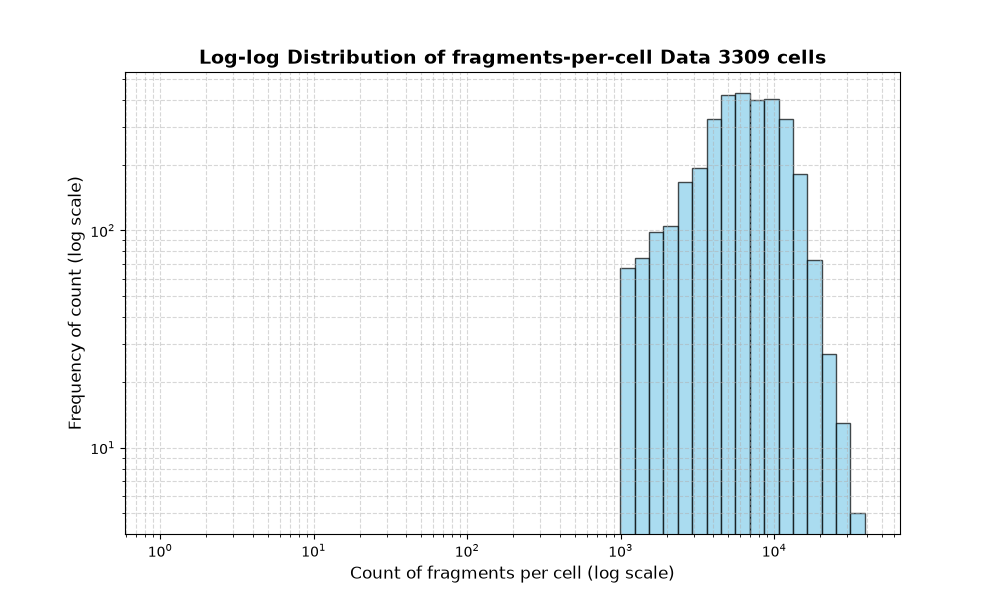 Log-log Distribution of fragments-per-cell Data 3309 cells
Frequency of count (log scale)
10²
10¹
10⁰ 10¹ 10² 10³ 10⁴
Count of fragments per cell (log scale)